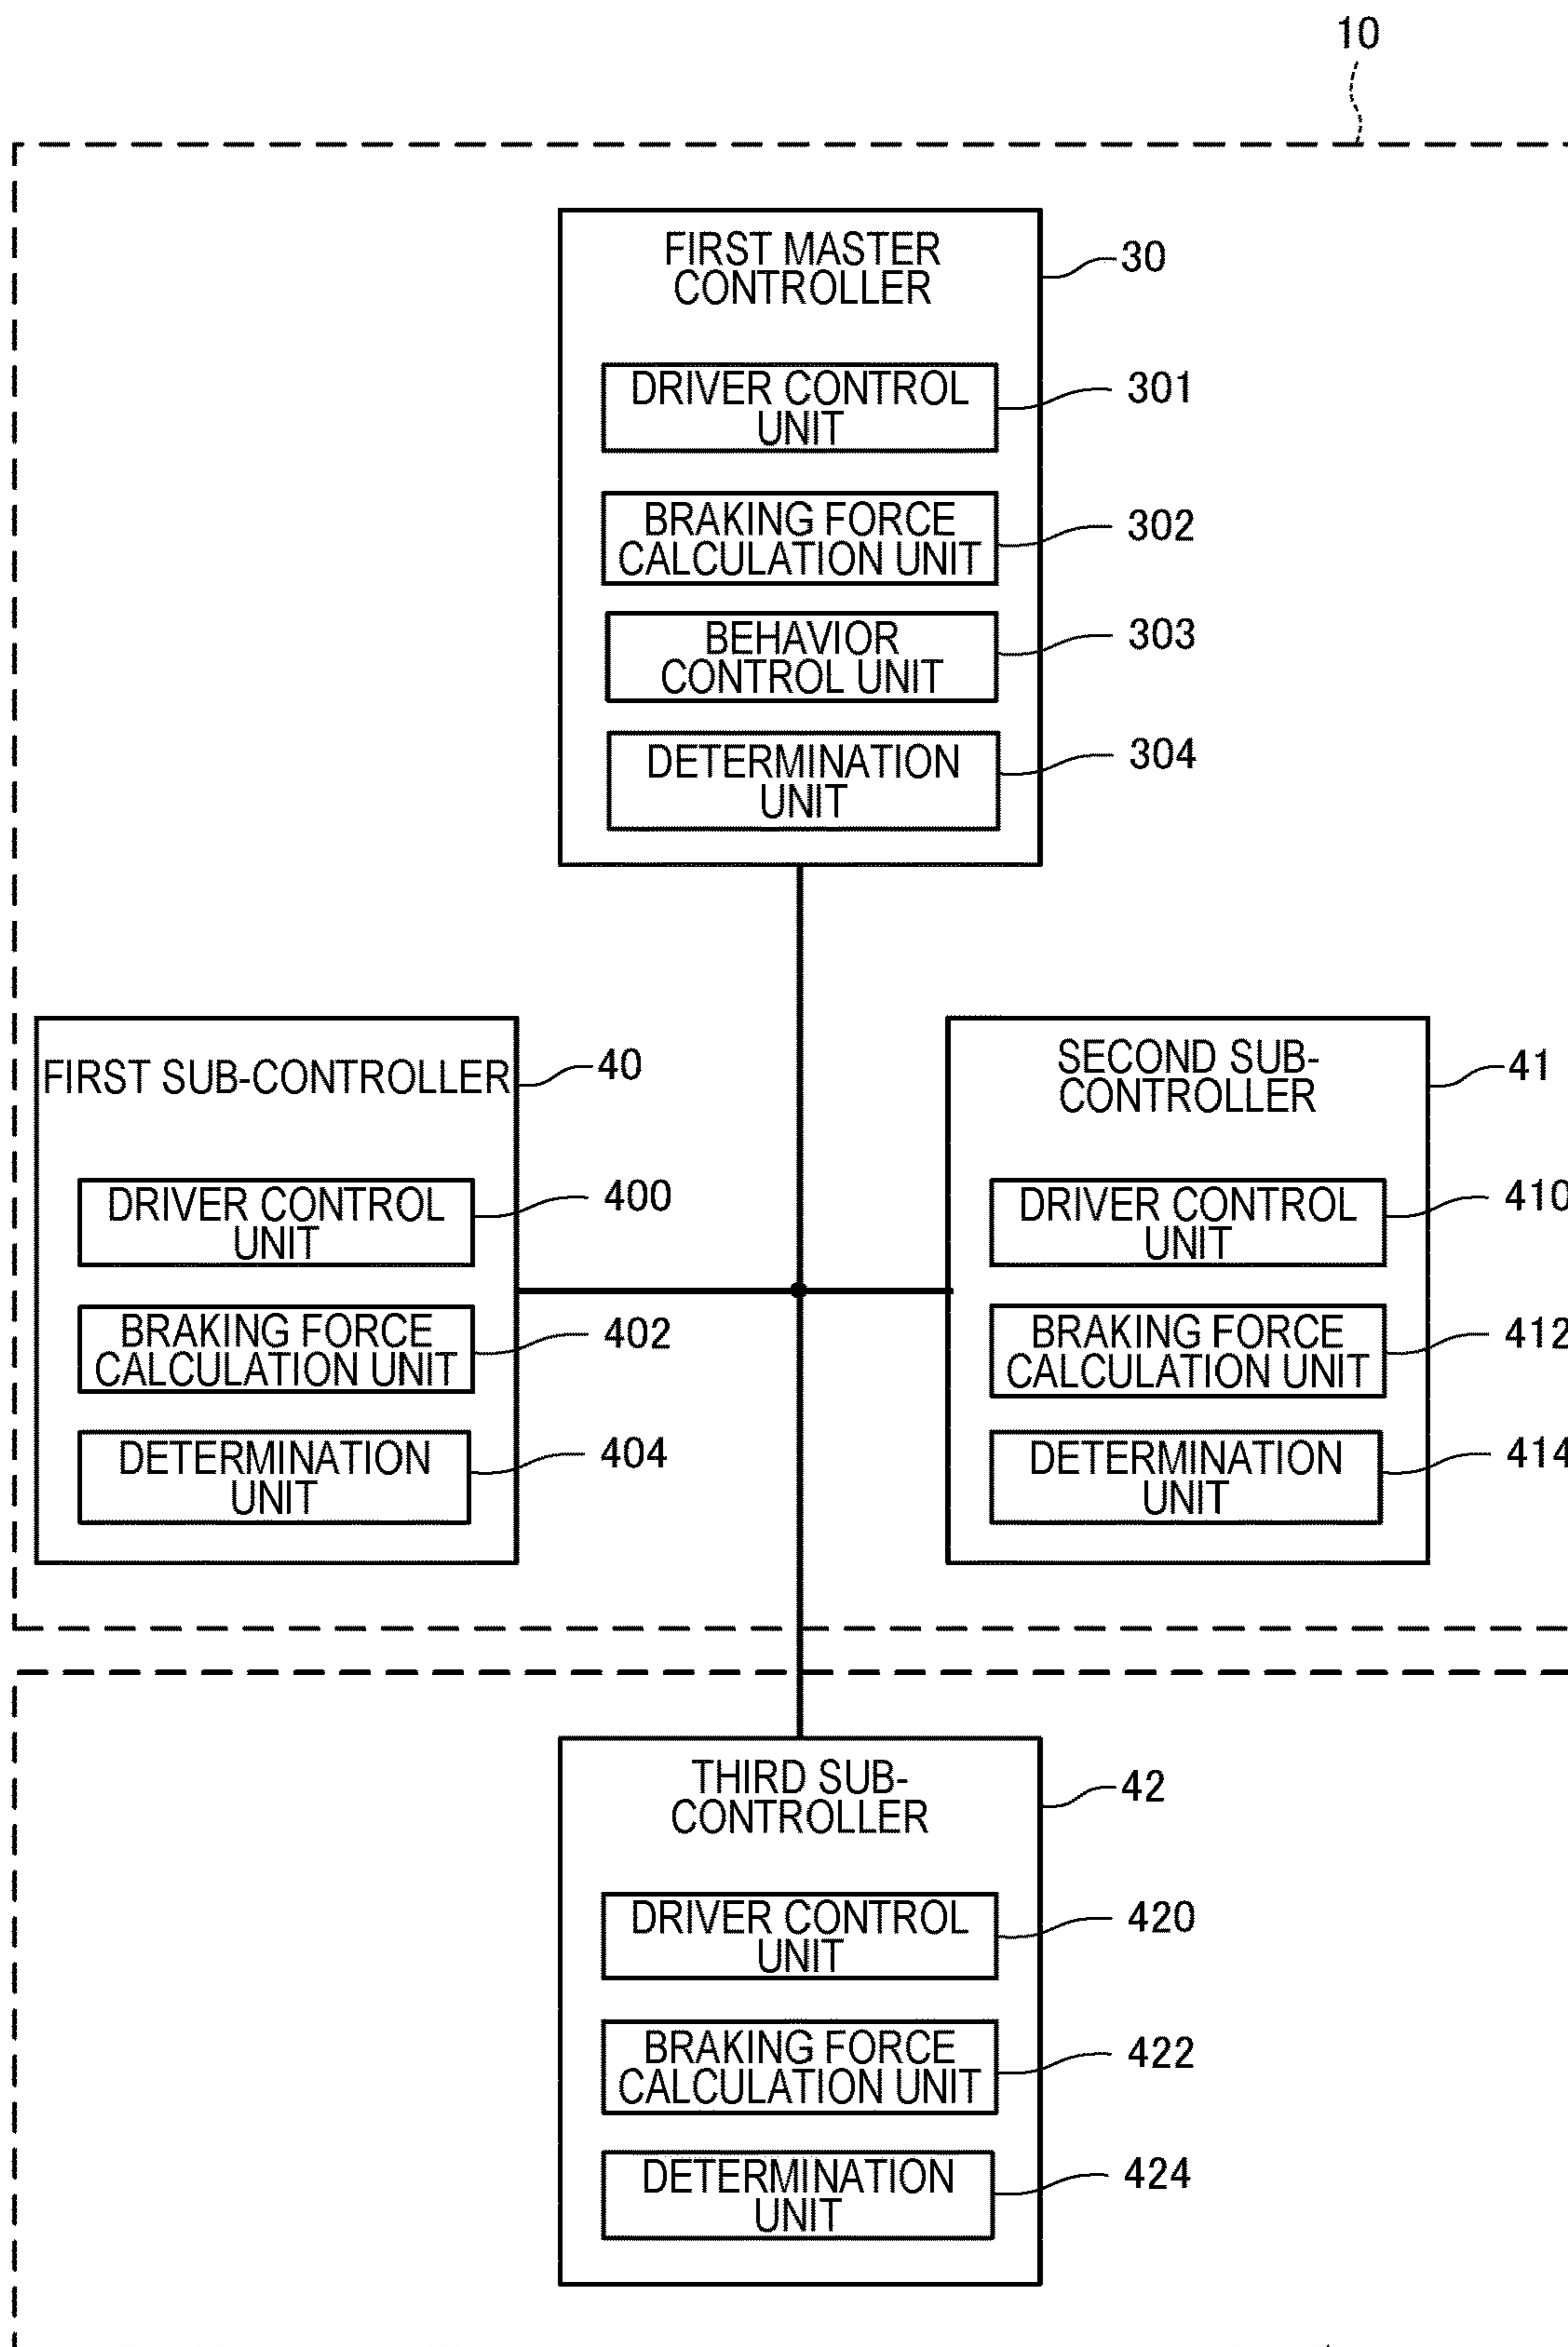 10
FIRST MASTER
CONTROLLER
30
DRIVER CONTROL
UNIT
301
BRAKING FORCE
CALCULATION UNIT
302
BEHAVIOR
CONTROL UNIT
303
DETERMINATION
UNIT
304
FIRST SUB-CONTROLLER
40
DRIVER CONTROL
UNIT
400
BRAKING FORCE
CALCULATION UNIT
402
DETERMINATION
UNIT
404
SECOND SUB-
CONTROLLER
41
DRIVER CONTROL
UNIT
410
BRAKING FORCE
CALCULATION UNIT
412
DETERMINATION
UNIT
414
THIRD SUB-
CONTROLLER
42
DRIVER CONTROL
UNIT
420
BRAKING FORCE
CALCULATION UNIT
422
DETERMINATION
UNIT
424